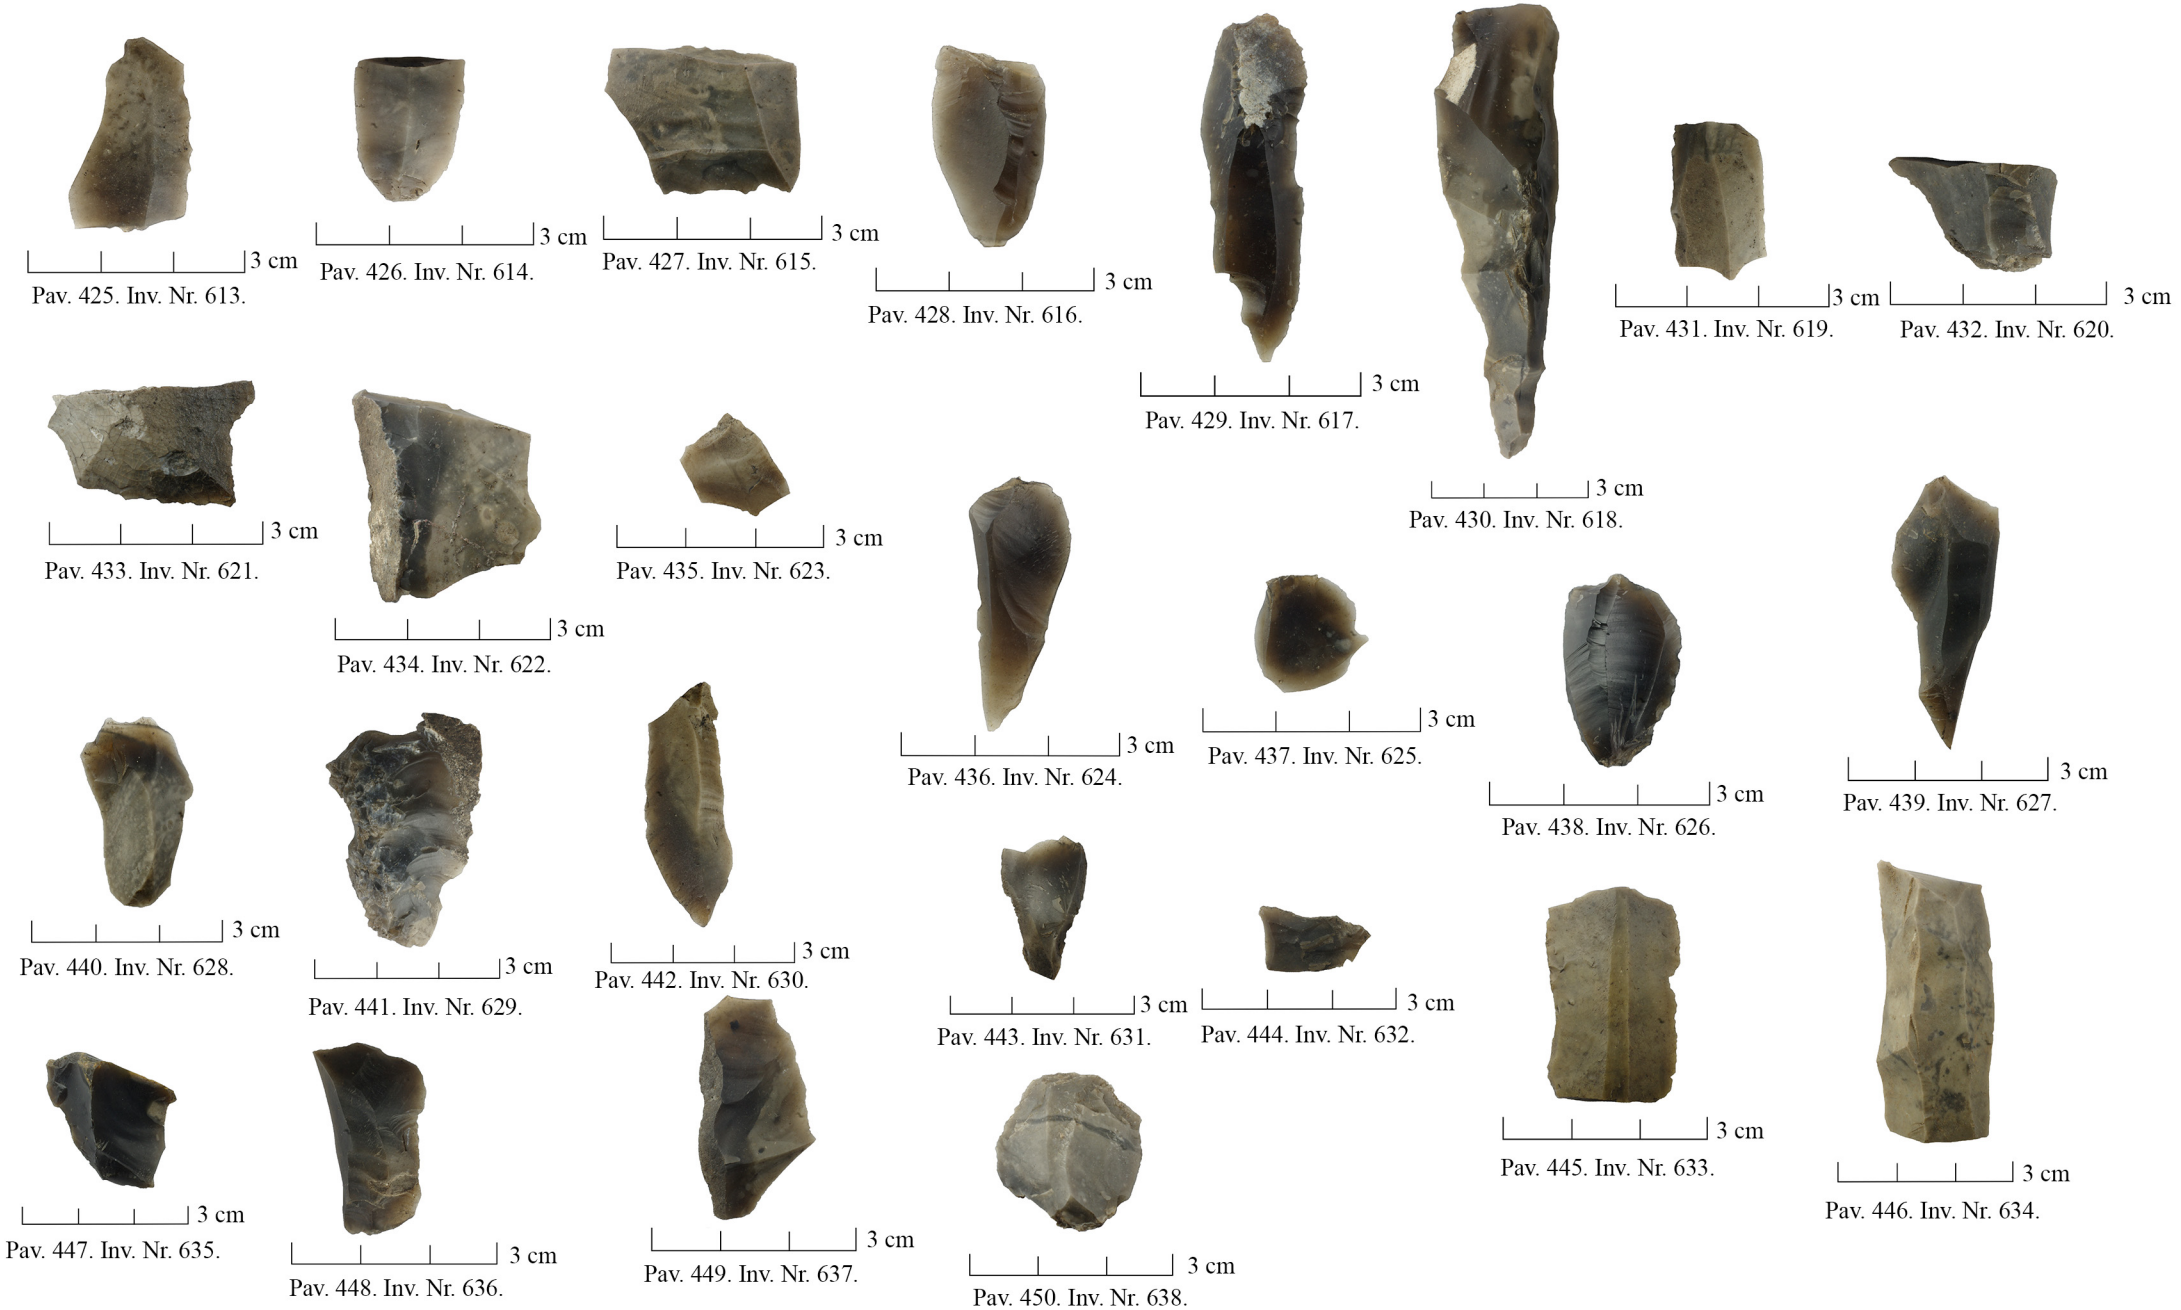 3 cm
Pav. 425. Inv. Nr. 613.
3 cm
Pav. 426. Inv. Nr. 614.
3 cm
Pav. 427. Inv. Nr. 615.
3 cm
Pav. 428. Inv. Nr. 616.
3 cm
Pav. 429. Inv. Nr. 617.
3 cm
Pav. 430. Inv. Nr. 618.
3 cm
Pav. 431. Inv. Nr. 619.
3 cm
Pav. 432. Inv. Nr. 620.
3 cm
Pav. 433. Inv. Nr. 621.
3 cm
Pav. 434. Inv. Nr. 622.
3 cm
Pav. 435. Inv. Nr. 623.
3 cm
Pav. 436. Inv. Nr. 624.
3 cm
Pav. 437. Inv. Nr. 625.
3 cm
Pav. 438. Inv. Nr. 626.
3 cm
Pav. 439. Inv. Nr. 627.
3 cm
Pav. 440. Inv. Nr. 628.
3 cm
Pav. 441. Inv. Nr. 629.
3 cm
Pav. 442. Inv. Nr. 630.
3 cm
Pav. 443. Inv. Nr. 631.
3 cm
Pav. 444. Inv. Nr. 632.
3 cm
Pav. 445. Inv. Nr. 633.
3 cm
Pav. 446. Inv. Nr. 634.
3 cm
Pav. 447. Inv. Nr. 635.
3 cm
Pav. 448. Inv. Nr. 636.
3 cm
Pav. 449. Inv. Nr. 637.
3 cm
Pav. 450. Inv. Nr. 638.